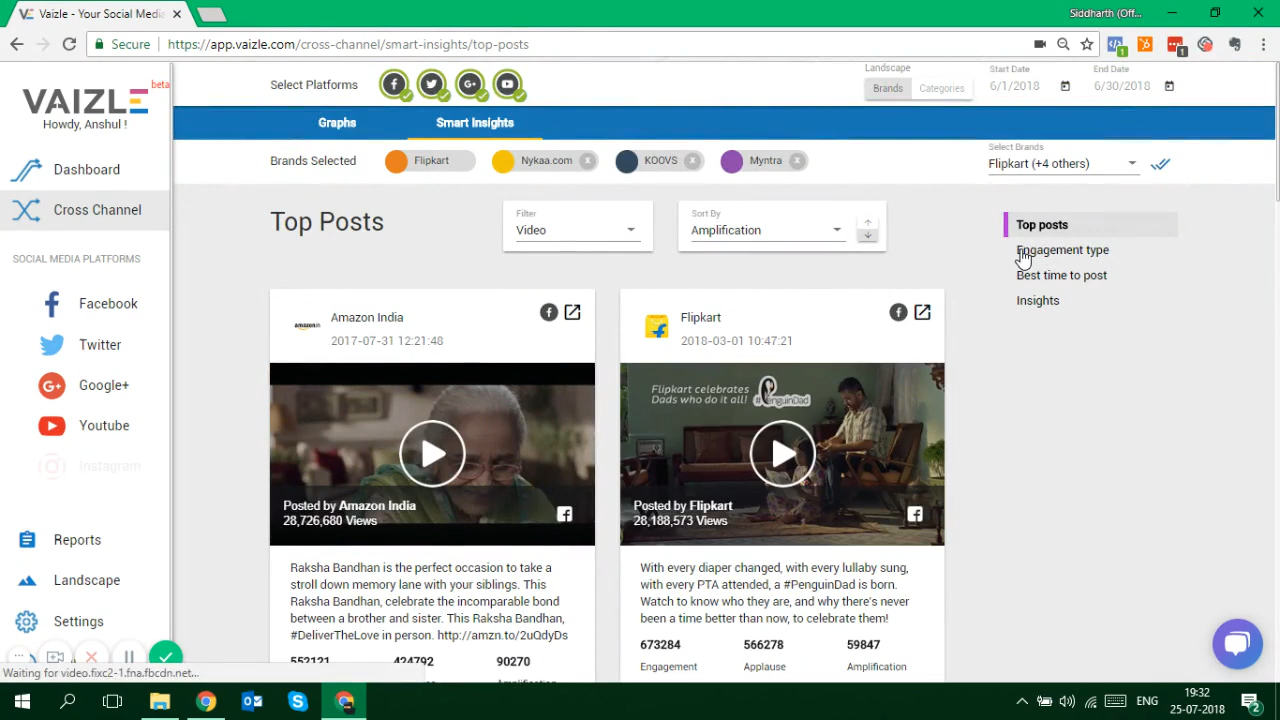 Vaizle - Your Social Media
Siddharth (Off...
Secure
https://app.vaizle.com/cross-channel/smart-insights/top-posts
1
1
VAIZLE
beta
Howdy, Anshul !
Dashboard
Cross Channel
SOCIAL MEDIA PLATFORMS
Facebook
Twitter
Google+
Youtube
Instagram
Reports
Landscape
Settings
Select Platforms
Landscape
Brands
Categories
Start Date
6/1/2018
End Date
6/30/2018
Graphs
Smart Insights
Brands Selected
Flipkart
Nykaa.com
x
KOOVS
x
Myntra
x
Select Brands
Flipkart (+4 others)
Top Posts
Filter
Video
Sort By
Amplification
Top posts
Engagement type
Best time to post
Insights
amazon.in
Amazon India
2017-07-31 12:21:48
Posted by Amazon India
28,726,680 Views
Raksha Bandhan is the perfect occasion to take a
stroll down memory lane with your siblings. This
Raksha Bandhan, celebrate the incomparable bond
between a brother and sister. This Raksha Bandhan,
#DeliverTheLove in person. http://amzn.to/2uQdyDs
552121
424792
90270
Flipkart
2018-03-01 10:47:21
Flipkart celebrates
Dads who do it all!
#PenguinDad
Posted by Flipkart
28,188,573 Views
With every diaper changed, with every lullaby sung,
with every PTA attended, a #PenguinDad is born.
Watch to know who they are, and why there's never
been a time better than now, to celebrate them!
673284
566278
59847
Engagement
Applause
Amplification
Waiting for video.fixc2-1.fna.fbcdn.net...
ENG
19:32
25-07-2018
2